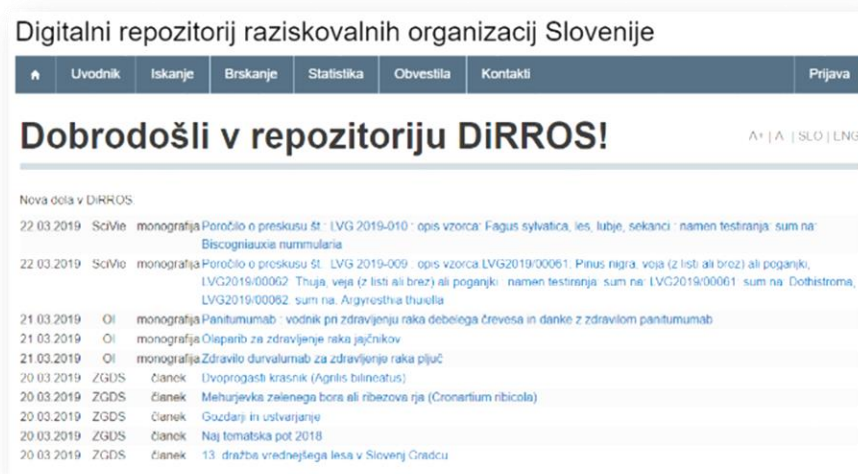 Digitalni repozitorij raziskovalnih organizacij Slovenije
Uvodnik Iskanje Brskanje Statistika Obvestila Kontakti Prijava
Dobrodošli v repozitoriju DiRROS!
A+ | A- | SLO | ENG
Nova dela v DiRROS:
22.03.2019 SciVie monografija Poročilo o preskusu št.: LVG 2019-010 : opis vzorca: Fagus sylvatica, les, lubje, sekanci : namen testiranja: sum na:
Biscogniauxia nummularia
22.03.2019 SciVie monografija Poročilo o preskusu št.: LVG 2019-009 : opis vzorca LVG2019/00061: Pinus nigra, veja (z listi ali brez) ali poganjki,
LVG2019/00062: Thuja, veja (z listi ali brez) ali poganjki : namen testiranja: sum na: LVG2019/00061: sum na: Dothistroma,
LVG2019/00062: sum na: Argyresthia thuiella
21.03.2019 OI monografija Panitumumab : vodnik pri zdravljenju raka debelega črevesa in danke z zdravilom panitumumab
21.03.2019 OI monografija Olaparib za zdravljenje raka jajčnikov
21.03.2019 OI monografija Zdravilo durvalumab za zdravljenje raka pljuč
20.03.2019 ZGDS članek Dvoprogasti krasnik (Agrilis bilineatus)
20.03.2019 ZGDS članek Mehurjevka zelenega bora ali ribezova rja (Cronartium ribicola)
20.03.2019 ZGDS članek Gozdarji in ustvarjanje
20.03.2019 ZGDS članek Naj tematska pot 2018
20.03.2019 ZGDS članek 13. dražba vrednejšega lesa v Slovenj Gradcu